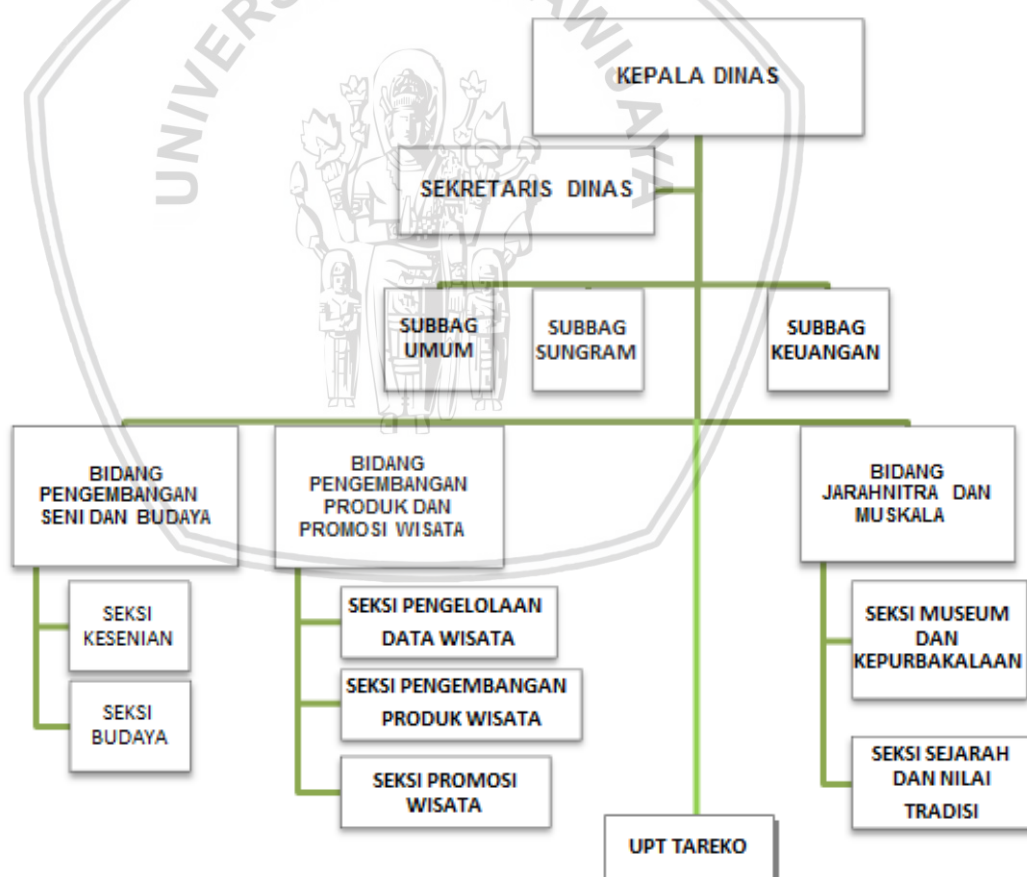 UNIVERS
AWIJAYA
KEPALA DINAS
SEKRETARIS DINAS
SUBBAG
UMUM
SUBBAG
SUNGRAM
SUBBAG
KEUANGAN
BIDANG
PENGEMBANGAN
SENI DAN BUDAYA
BIDANG
PENGEMBANGAN
PRODUK DAN
PROMOSI WISATA
BIDANG
JARAHNITRA DAN
MUSKALA
SEKSI
KESENIAN
SEKSI
BUDAYA
SEKSI PENGELOLAAN
DATA WISATA
SEKSI PENGEMBANGAN
PRODUK WISATA
SEKSI PROMOSI
WISATA
SEKSI MUSEUM
DAN
KEPURBAKALAAN
SEKSI SEJARAH
DAN NILAI
TRADISI
UPT TAREKO